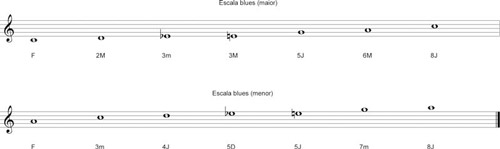 Escala blues (maior)
F 2M 3m 3M 5J 6M 8J
Escala blues (menor)
F 3m 4J 5D 5J 7m 8J